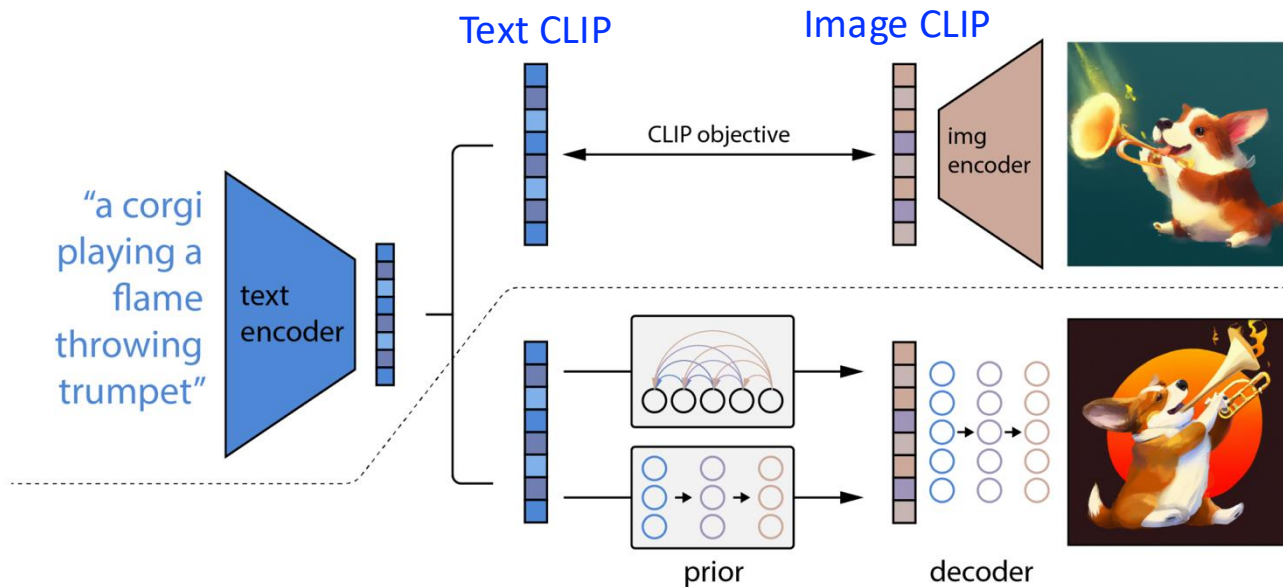 Text CLIP
Image CLIP
CLIP objective
img
encoder
“a corgi
playing a
flame
throwing
trumpet”
text
encoder
prior
decoder